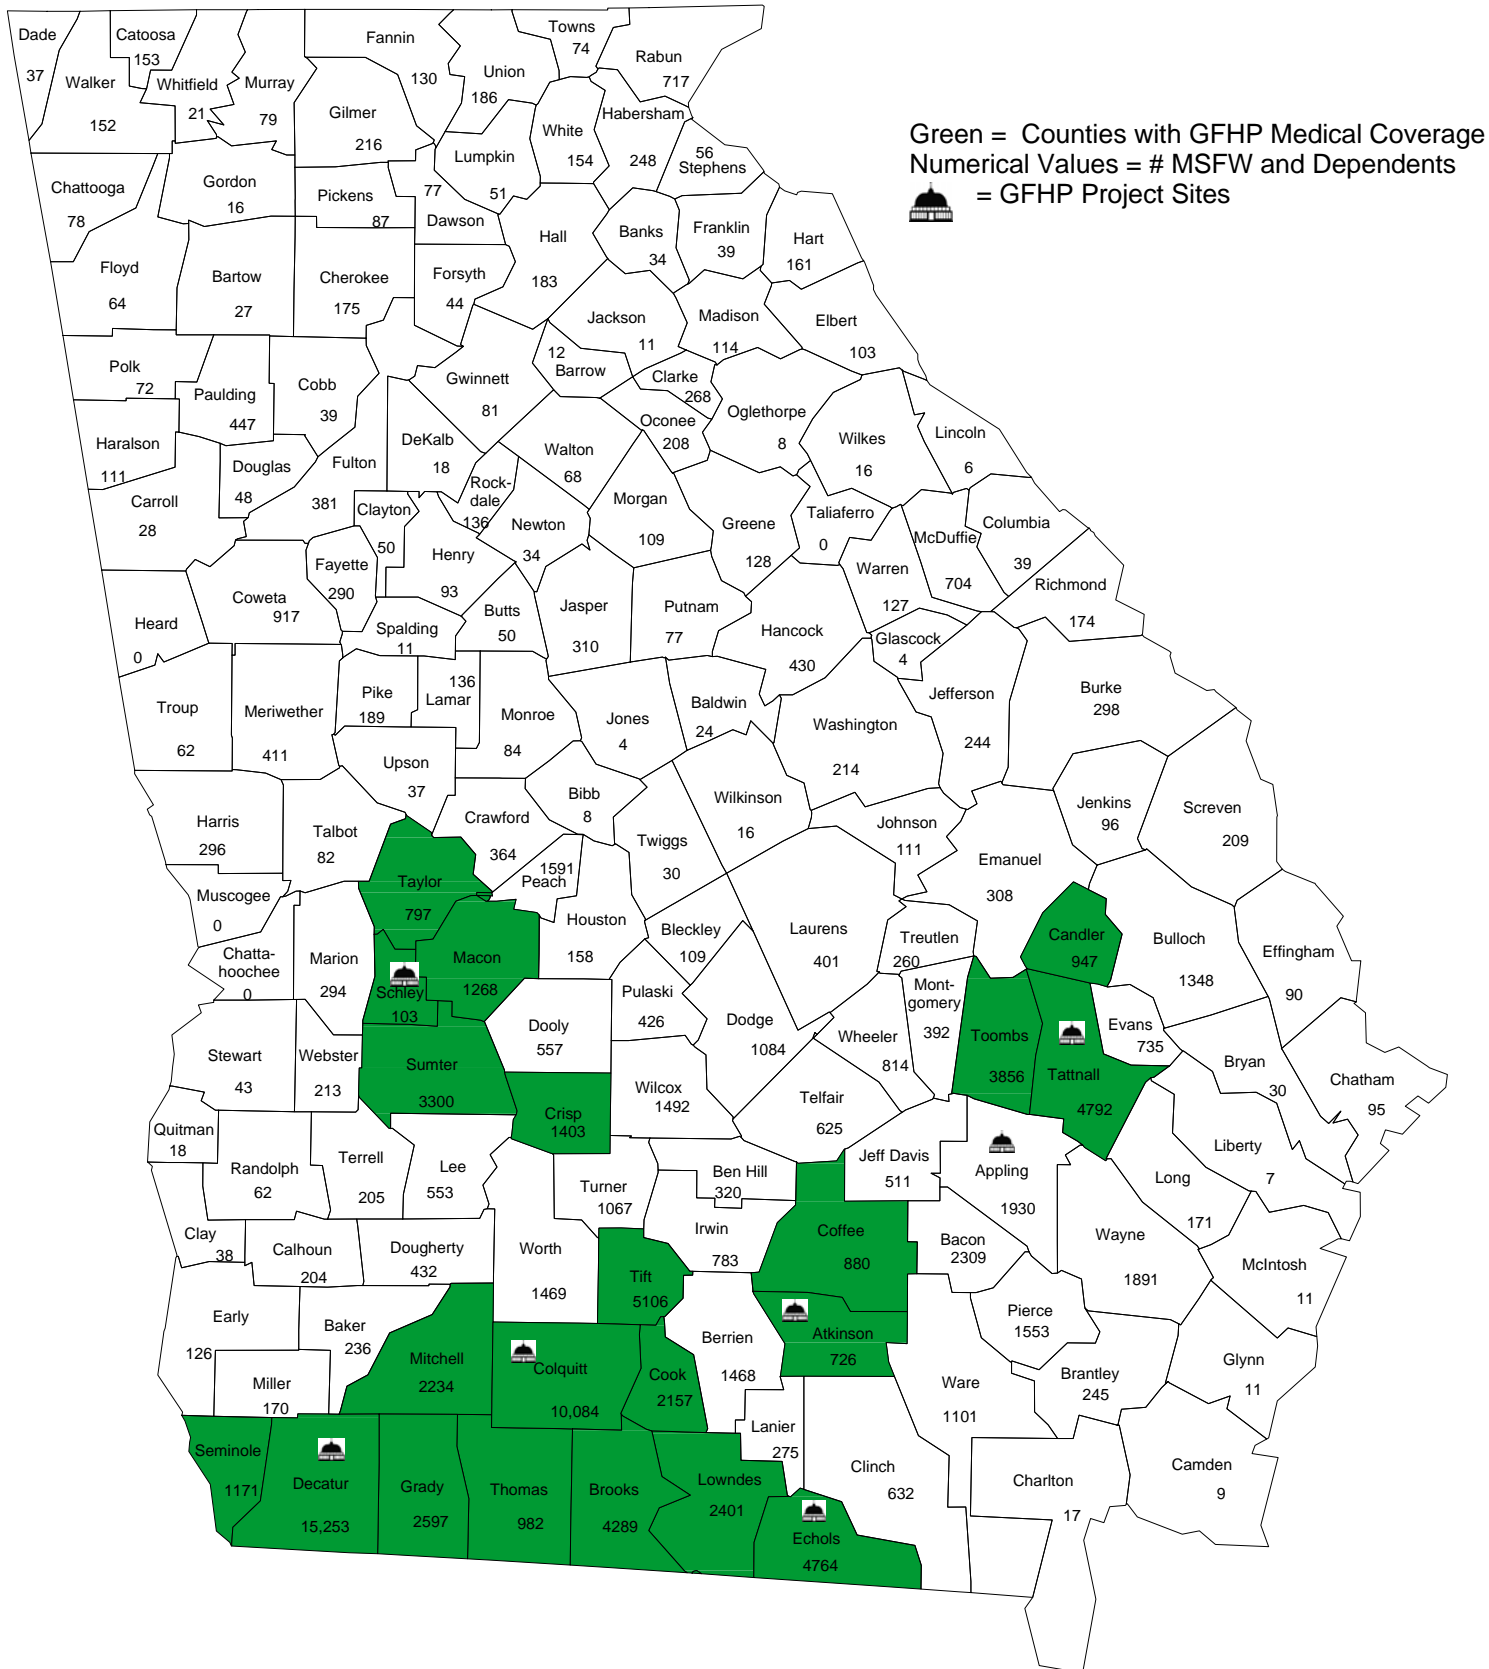 Dade
37
Catoosa
153
Walker
152
Whitfield
21
Murray
79
Fannin
130
Gilmer
216
Union
186
Towns
74
Rabun
717
Habersham
248
White
154
Lumpkin
51
56
Stephens
Green = Counties with GFHP Medical Coverage
Numerical Values = # MSFW and Dependents
= GFHP Project Sites
Chattooga
78
Gordon
16
Pickens
87
77
Dawson
Hall
183
Banks
34
Franklin
39
Hart
161
Floyd
64
Bartow
27
Cherokee
175
Forsyth
44
Jackson
11
Madison
114
Elbert
103
Polk
72
Paulding
447
Cobb
39
Gwinnett
81
12
Barrow
Clarke
268
Oconee
208
Oglethorpe
8
Wilkes
16
Lincoln
6
Haralson
111
Douglas
48
Fulton
381
DeKalb
18
Rock-
dale
136
Walton
68
Morgan
109
Greene
128
Taliaferro
0
McDuffie
704
Columbia
39
Carroll
28
Clayton
50
Henry
93
Newton
34
Fayette
290
Coweta
917
Heard
0
Spalding
11
Butts
50
Jasper
310
Putnam
77
Hancock
430
Warren
127
Glascock
4
Richmond
174
Troup
62
Meriwether
411
Pike
189
136
Lamar
Monroe
84
Jones
4
Baldwin
24
Washington
214
Jefferson
244
Burke
298
Upson
37
Bibb
8
Wilkinson
16
Harris
296
Talbot
82
Crawford
364
1591
Peach
Twiggs
30
Johnson
111
Jenkins
96
Screven
209
Emanuel
308
Muscogee
0
Taylor
797
Houston
158
Bleckley
109
Laurens
401
Treutlen
260
Candler
947
Bulloch
1348
Effingham
90
Chatta-
hoochee
0
Marion
294
Macon
1268
Schley
103
Pulaski
426
Dooly
557
Dodge
1084
Mont-
gomery
392
Wheeler
814
Toombs
3856
Tattnall
4792
Evans
735
Bryan
30
Chatham
95
Stewart
43
Webster
213
Sumter
3300
Crisp
1403
Wilcox
1492
Telfair
625
Quitman
18
Randolph
62
Terrell
205
Lee
553
Turner
1067
Ben Hill
320
Jeff Davis
511
Appling
1930
Long
171
Liberty
7
Clay
38
Calhoun
204
Dougherty
432
Worth
1469
Tift
5106
Irwin
783
Coffee
880
Bacon
2309
Wayne
1891
McIntosh
11
Early
126
Baker
236
Miller
170
Mitchell
2234
Colquitt
10,084
Cook
2157
Berrien
1468
Atkinson
726
Pierce
1553
Ware
1101
Brantley
245
Glynn
11
Lanier
275
Clinch
632
Seminole
1171
Decatur
15,253
Grady
2597
Thomas
982
Brooks
4289
Lowndes
2401
Echols
4764
Charlton
17
Camden
9